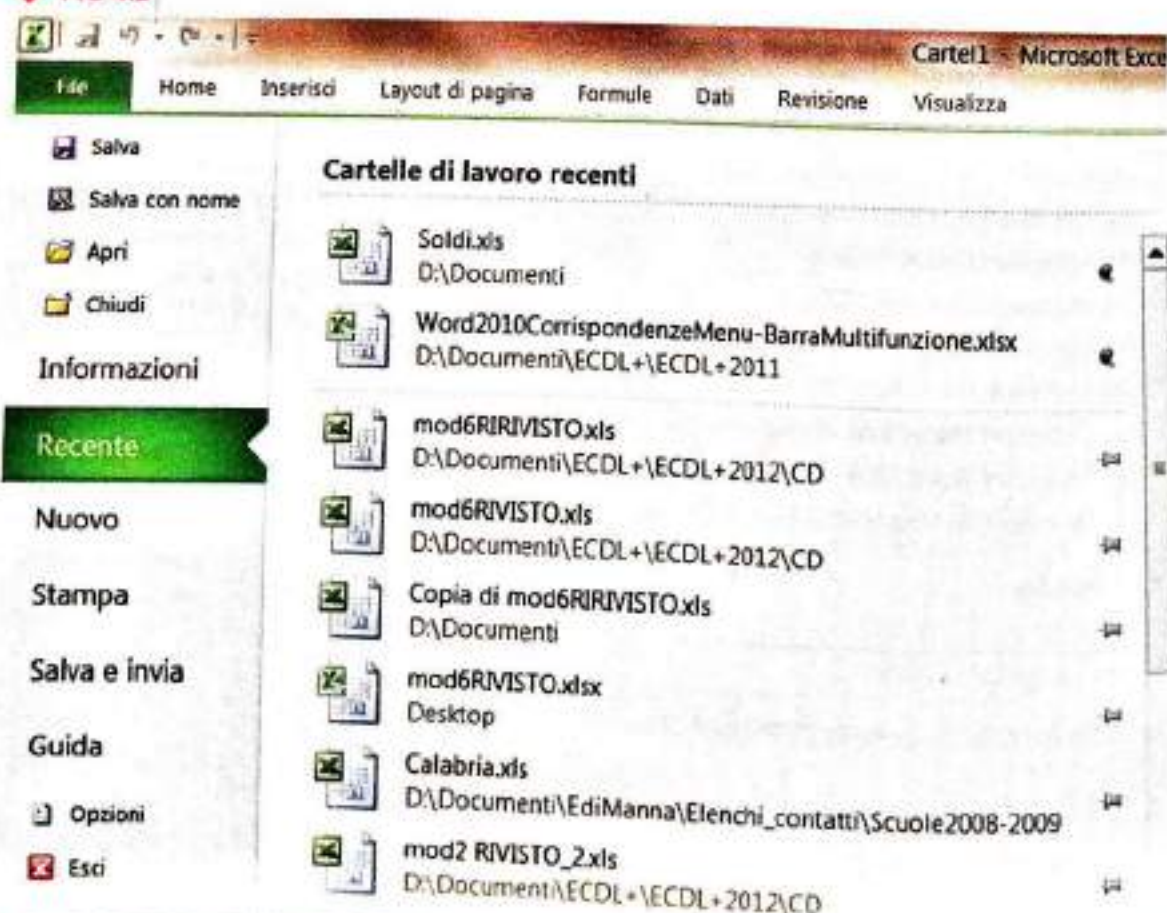 Cartel1 - Microsoft Exce
File Home Inserisci Layout di pagina Formule Dati Revisione Visualizza
Salva
Salva con nome
Apri
Chiudi
Informazioni
Recente
Nuovo
Stampa
Salva e invia
Guida
Opzioni
Esci
Cartelle di lavoro recenti
Soldi.xls
D:\Documenti
Word2010CorrispondenzeMenu-BarraMultifunzione.xlsx
D:\Documenti\ECDL+\ECDL+2011
mod6RIRIVISTO.xls
D:\Documenti\ECDL+\ECDL+2012\CD
mod6RIVISTO.xls
D:\Documenti\ECDL+\ECDL+2012\CD
Copia di mod6RIRIVISTO.xls
D:\Documenti
mod6RIVISTO.xlsx
Desktop
Calabria.xls
D:\Documenti\EdiManna\Elenchi_contatti\Scuole2008-2009
mod2 RIVISTO_2.xls
D:\Documenti\ECDL+\ECDL+2012\CD